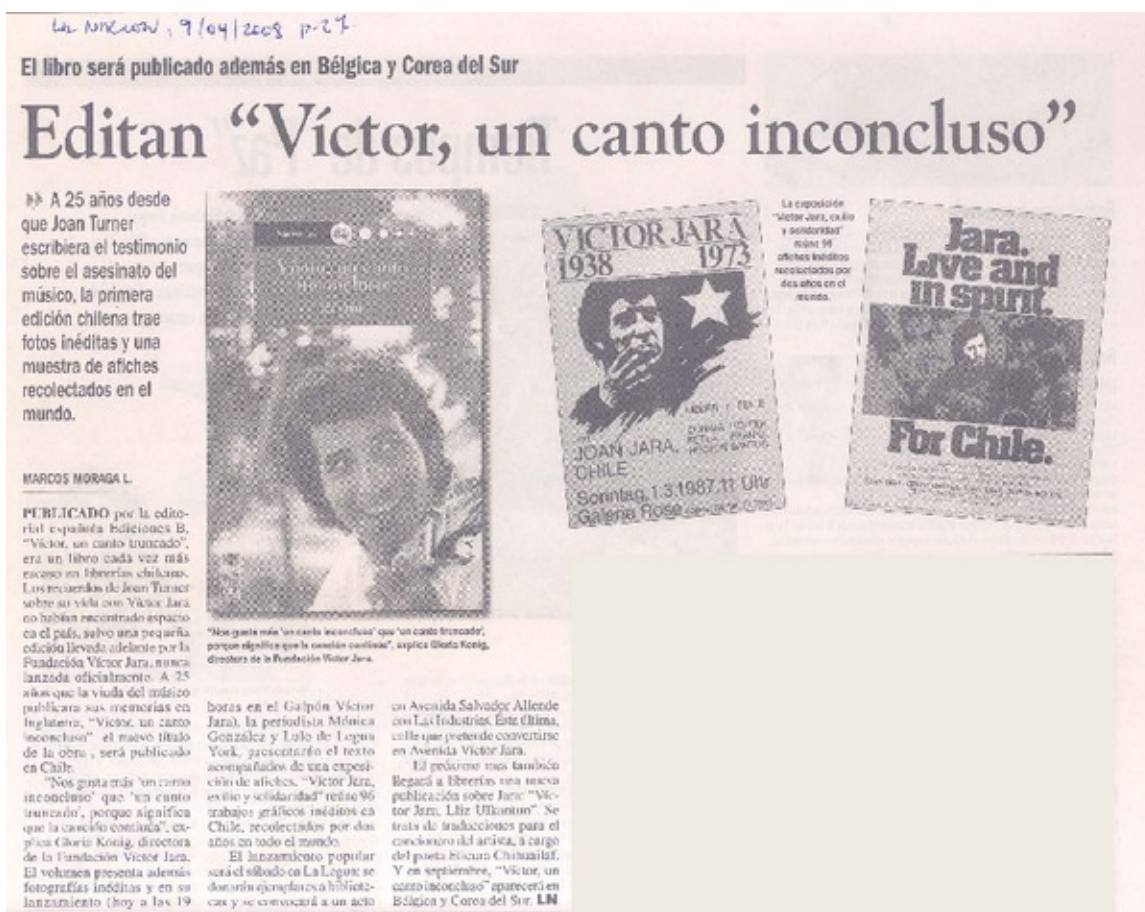 La Nación, 9/04/2008 p-27
El libro será publicado además en Bélgica y Corea del Sur
Editan “Víctor, un canto inconcluso”
A 25 años desde
que Joan Turner
escribiera el testimonio
sobre el asesinato del
músico, la primera
edición chilena trae
fotos inéditas y una
muestra de afiches
recolectados en el
mundo.
MARCOS MORAGA L.
PUBLICADO por la edito-
rial española Ediciones B,
“Víctor, un canto truncado”,
era un libro cada vez más
escaso en librerías chilenas.
Los recuerdos de Joan Turner
sobre su vida con Víctor Jara
no habían encontrado espacio
en el país, salvo una pequeña
edición llevada adelante por la
Fundación Víctor Jara, nunca
lanzada oficialmente. A 25
años que la viuda del músico
publicara sus memorias en
Inglaterra, “Víctor, un canto
inconcluso” el nuevo título
de la obra , será publicado
en Chile.
“Nos gusta más ‘un canto
inconcluso’ que ‘un canto
truncado’, porque significa
que la canción continúa”, ex-
plica Gloria Konig, directora
de la Fundación Víctor Jara.
El volumen presenta además
fotografías inéditas y en su
lanzamiento (hoy a las 19
“Nos gusta más ‘un canto inconcluso’ que ‘un canto truncado’,
porque significa que la canción continúa”, explica Gloria Konig,
directora de la Fundación Víctor Jara.
horas en el Galpón Víctor
Jara), la periodista Mónica
González y Lulo de Legua
York, presentarán el texto
acompañados de una exposi-
ción de afiches. “Víctor Jara,
exilio y solidaridad” reúne 96
trabajos gráficos inéditos en
Chile, recolectados por dos
años en todo el mundo.
El lanzamiento popular
será el sábado en La Legua: se
donarán ejemplares a bibliote-
cas y se convocará a un acto
en Avenida Salvador Allende
con Las Industrias. Ésta última,
calle que pretende convertirse
en Avenida Víctor Jara.
El próximo mes también
llegará a librerías una nueva
publicación sobre Jara: “Víc-
tor Jara, Lliz Ulkantun”. Se
trata de traducciones para el
cancionero del artista, a cargo
del poeta Elicura Chihuailaf.
Y en septiembre, “Víctor, un
canto inconcluso” aparecerá en
Bélgica y Corea del Sur. LN
VICTOR JARA
1938 1973
JOAN JARA,
CHILE
Sonntag, 1.3.1987, 11 Uhr
Galeria Rose
La exposición
“Víctor Jara, exilio
y solidaridad”
reúne 96
afiches inéditos
recolectados por
dos años en el
mundo.
Jara.
Live and
in spirit.
For Chile.